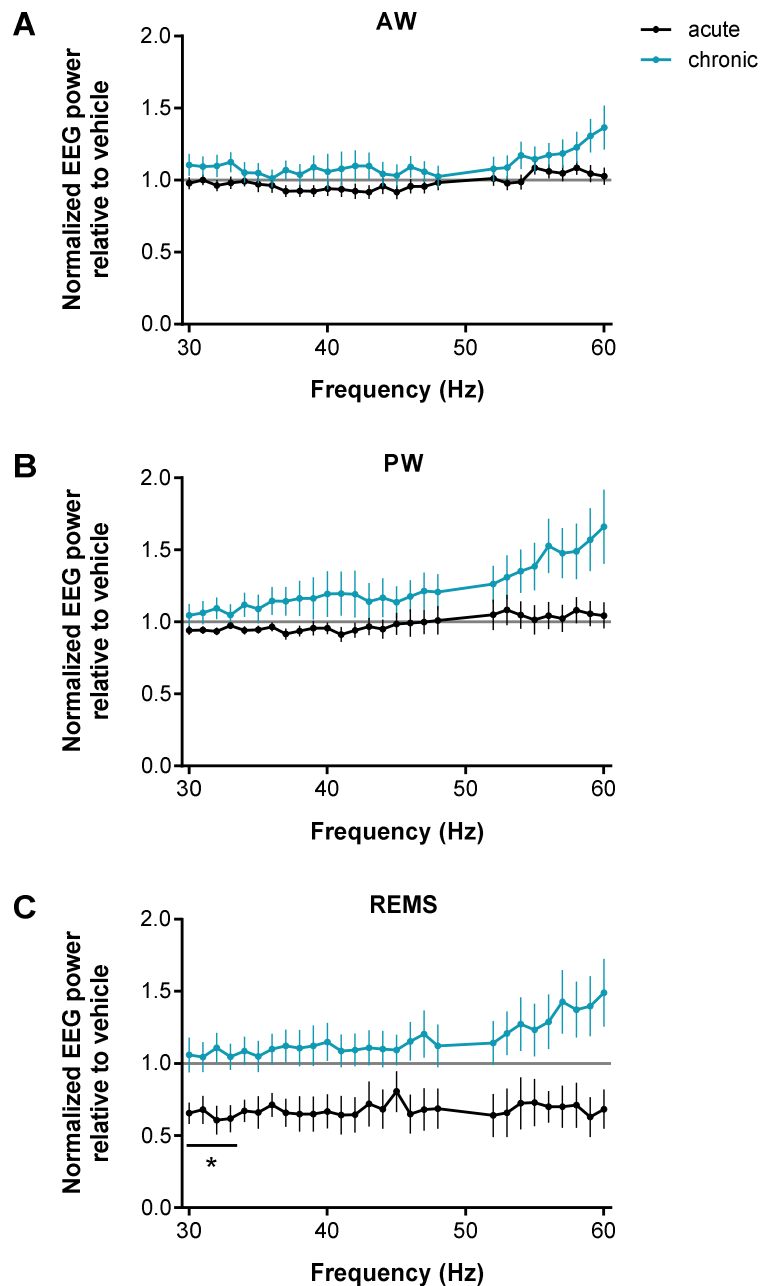 A
AW
acute
chronic
Normalized EEG power
relative to vehicle
2.0
1.5
1.0
0.5
0.0
30
40
50
60
Frequency (Hz)
B
PW
Normalized EEG power
relative to vehicle
2.0
1.5
1.0
0.5
0.0
30
40
50
60
Frequency (Hz)
C
REMS
Normalized EEG power
relative to vehicle
2.0
1.5
1.0
0.5
0.0
*
30
40
50
60
Frequency (Hz)